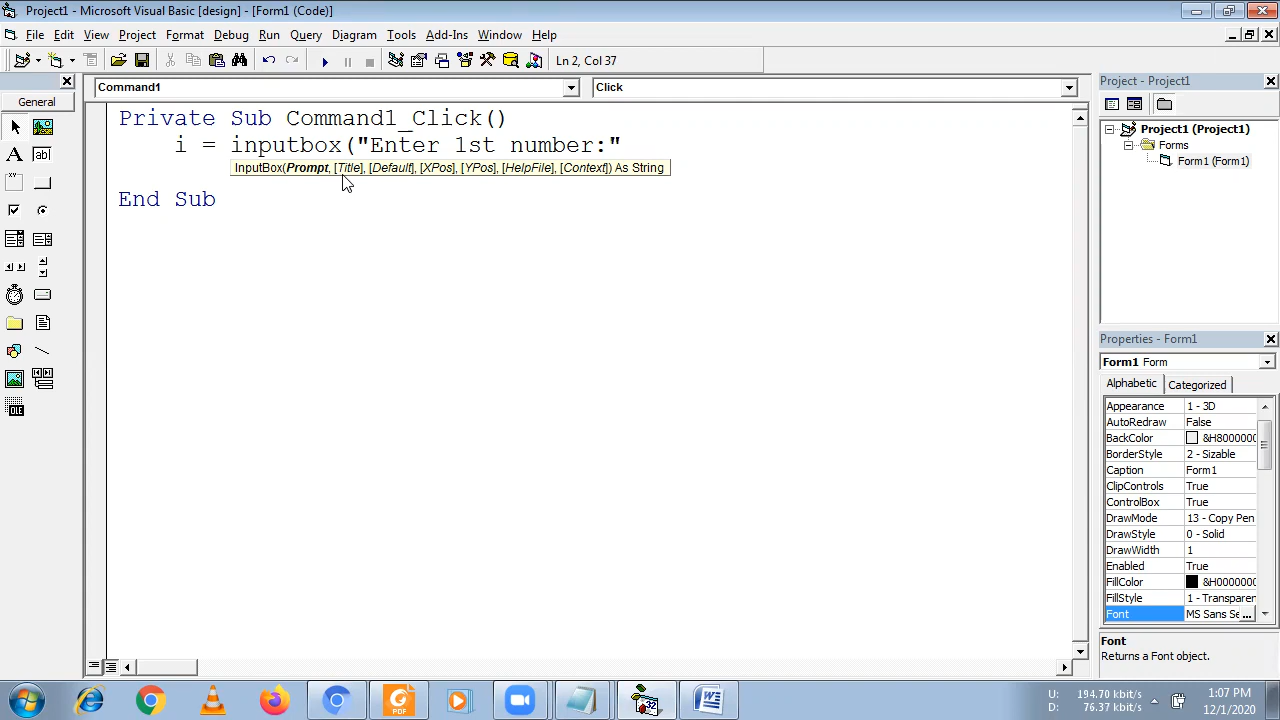 Project1 - Microsoft Visual Basic [design] - [Form1 (Code)]
File Edit View Project Format Debug Run Query Diagram Tools Add-Ins Window Help
Ln 2, Col 37
General
Command1
Click
Private Sub Command1_Click()
i = inputbox("Enter 1st number:"
InputBox(Prompt, [Title], [Default], [XPos], [YPos], [HelpFile], [Context]) As String
End Sub
Project - Project1
Project1 (Project1)
Forms
Form1 (Form1)
Properties - Form1
Form1 Form
Alphabetic Categorized
Appearance 1 - 3D
AutoRedraw False
BackColor &H8000000
BorderStyle 2 - Sizable
Caption Form1
ClipControls True
ControlBox True
DrawMode 13 - Copy Pen
DrawStyle 0 - Solid
DrawWidth 1
Enabled True
FillColor &H0000000
FillStyle 1 - Transparen
Font MS Sans Se ...
Font
Returns a Font object.
OLE
PDF
32
U: 194.70 kbit/s
D: 76.37 kbit/s
1:07 PM
12/1/2020